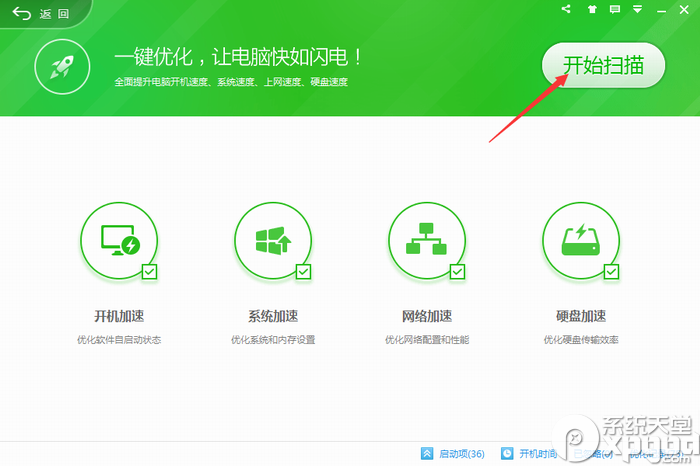 返回
一键优化，让电脑快如闪电！
全面提升电脑开机速度、系统速度、上网速度、硬盘速度
开始扫描
开机加速
系统加速
网络加速
硬盘加速
优化软件自启动状态
优化系统和内存设置
优化网络配置和性能
优化硬盘传输效率
系统天堂
启动项(36)
开机时间